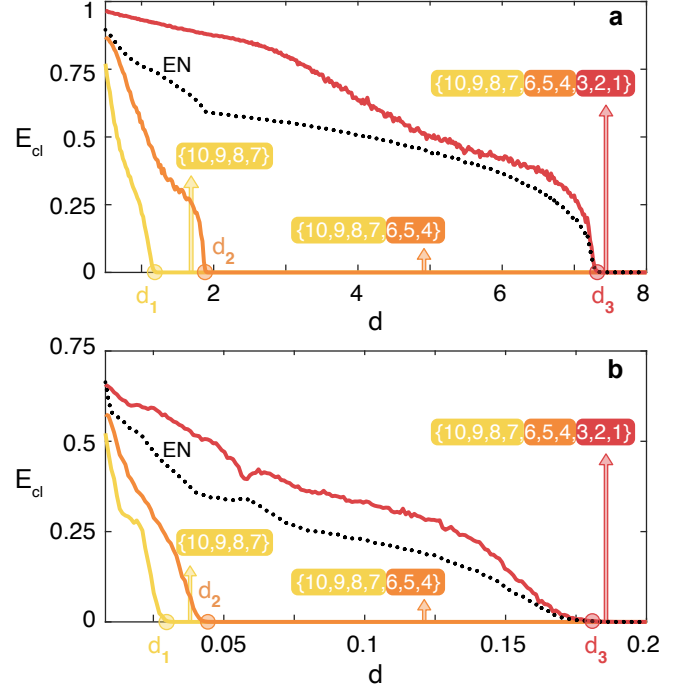 a
1
0.75
0.5
0.25
0
E_cl
EN
{10,9,8,7,6,5,4,3,2,1}
{10,9,8,7}
{10,9,8,7,6,5,4}
d_2
d_1
2
4
6
d_3
8
d
b
0.75
0.5
0.25
0
E_cl
EN
{10,9,8,7,6,5,4,3,2,1}
{10,9,8,7}
{10,9,8,7,6,5,4}
d_2
d_1
0.05
0.1
0.15
d_3
0.2
d